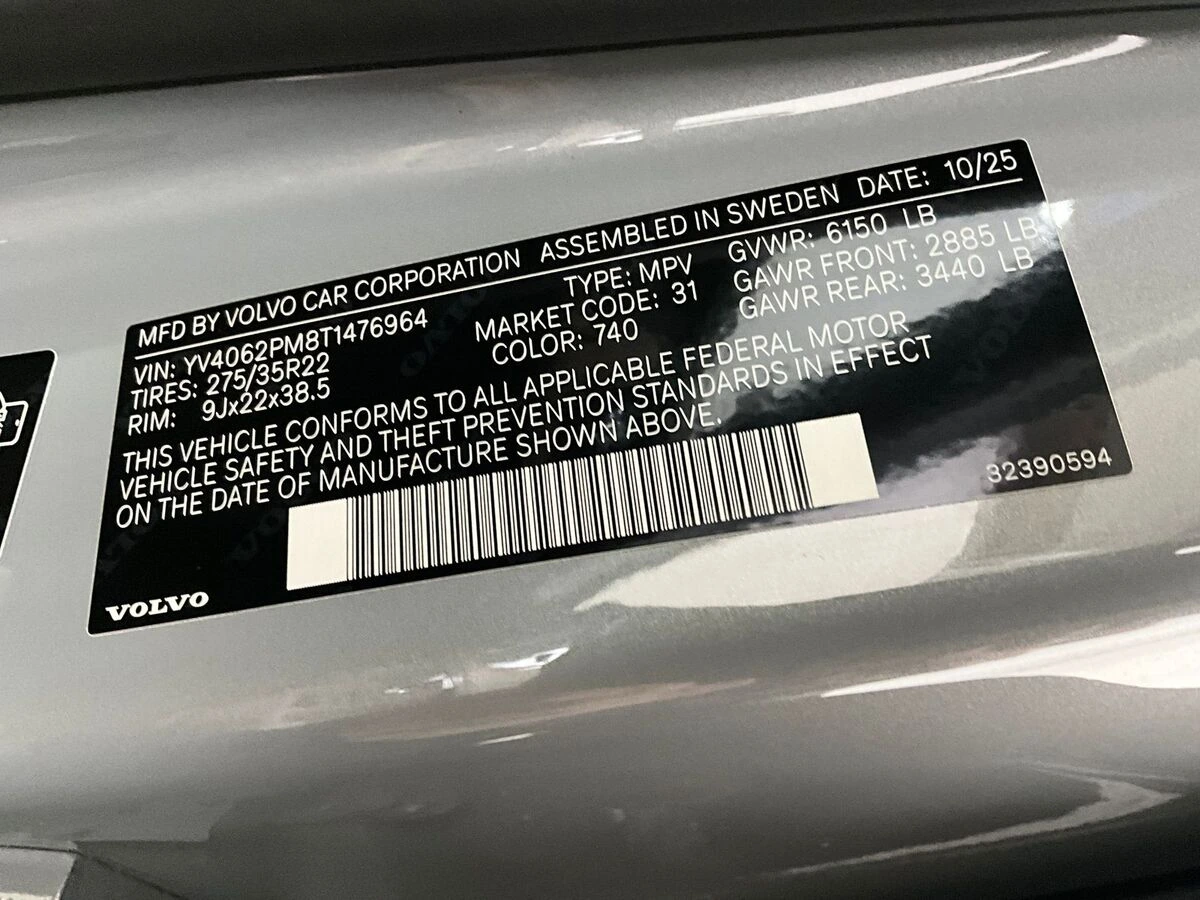 MFD BY VOLVO CAR CORPORATION ASSEMBLED IN SWEDEN DATE: 10/25
VIN: YV4062PM8T1476964
TIRES: 275/35R22
RIM: 9Jx22x38.5
TYPE: MPV
MARKET CODE: 31
COLOR: 740
GVWR: 6150 LB
GAWR FRONT: 2885 LB
GAWR REAR: 3440 LB
THIS VEHICLE CONFORMS TO ALL APPLICABLE FEDERAL MOTOR
VEHICLE SAFETY AND THEFT PREVENTION STANDARDS IN EFFECT
ON THE DATE OF MANUFACTURE SHOWN ABOVE.
32390594
VOLVO